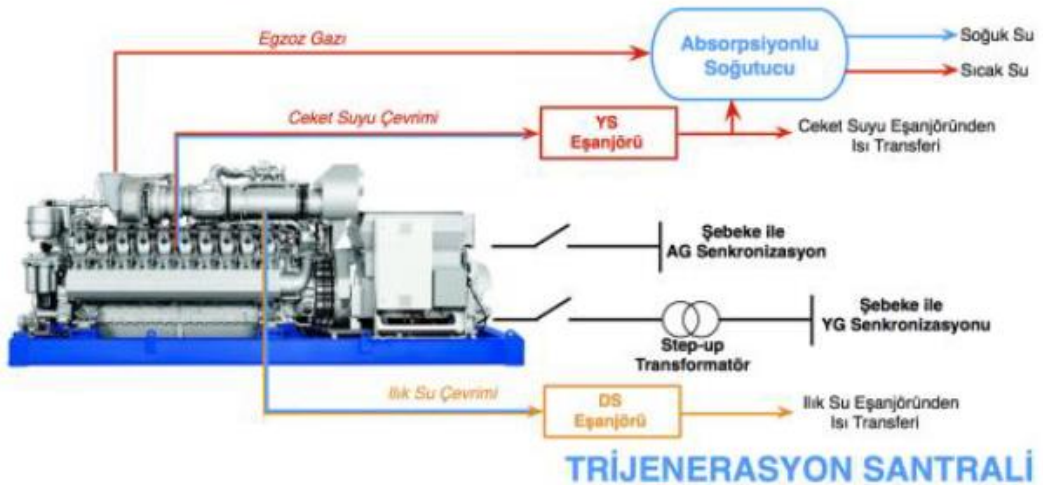 Egzoz Gazı
Absorpsiyonlu
Soğutucu
Soğuk Su
Sıcak Su
Ceket Suyu Çevrimi
YS
Eşanjörü
Ceket Suyu Eşanjöründen
Isı Transferi
Şebeke ile
AG Senkronizasyon
Şebeke ile
YG Senkronizasyonu
Step-up
Transformatör
Ilık Su Çevrimi
DS
Eşanjörü
Ilık Su Eşanjöründen
Isı Transferi
TRİJENERASYON SANTRALİ